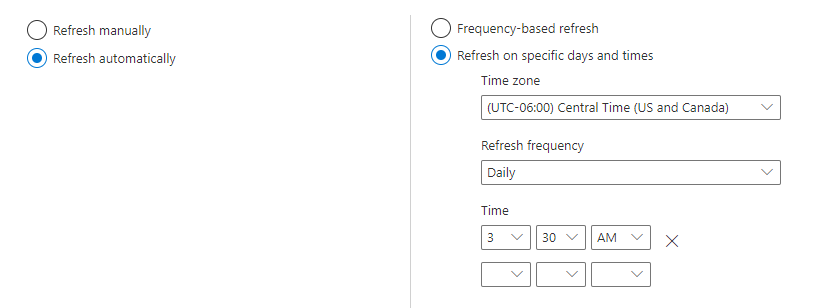 Refresh manually
Refresh automatically
Frequency-based refresh
Refresh on specific days and times
Time zone
(UTC-06:00) Central Time (US and Canada)
Refresh frequency
Daily
Time
3 30 AM